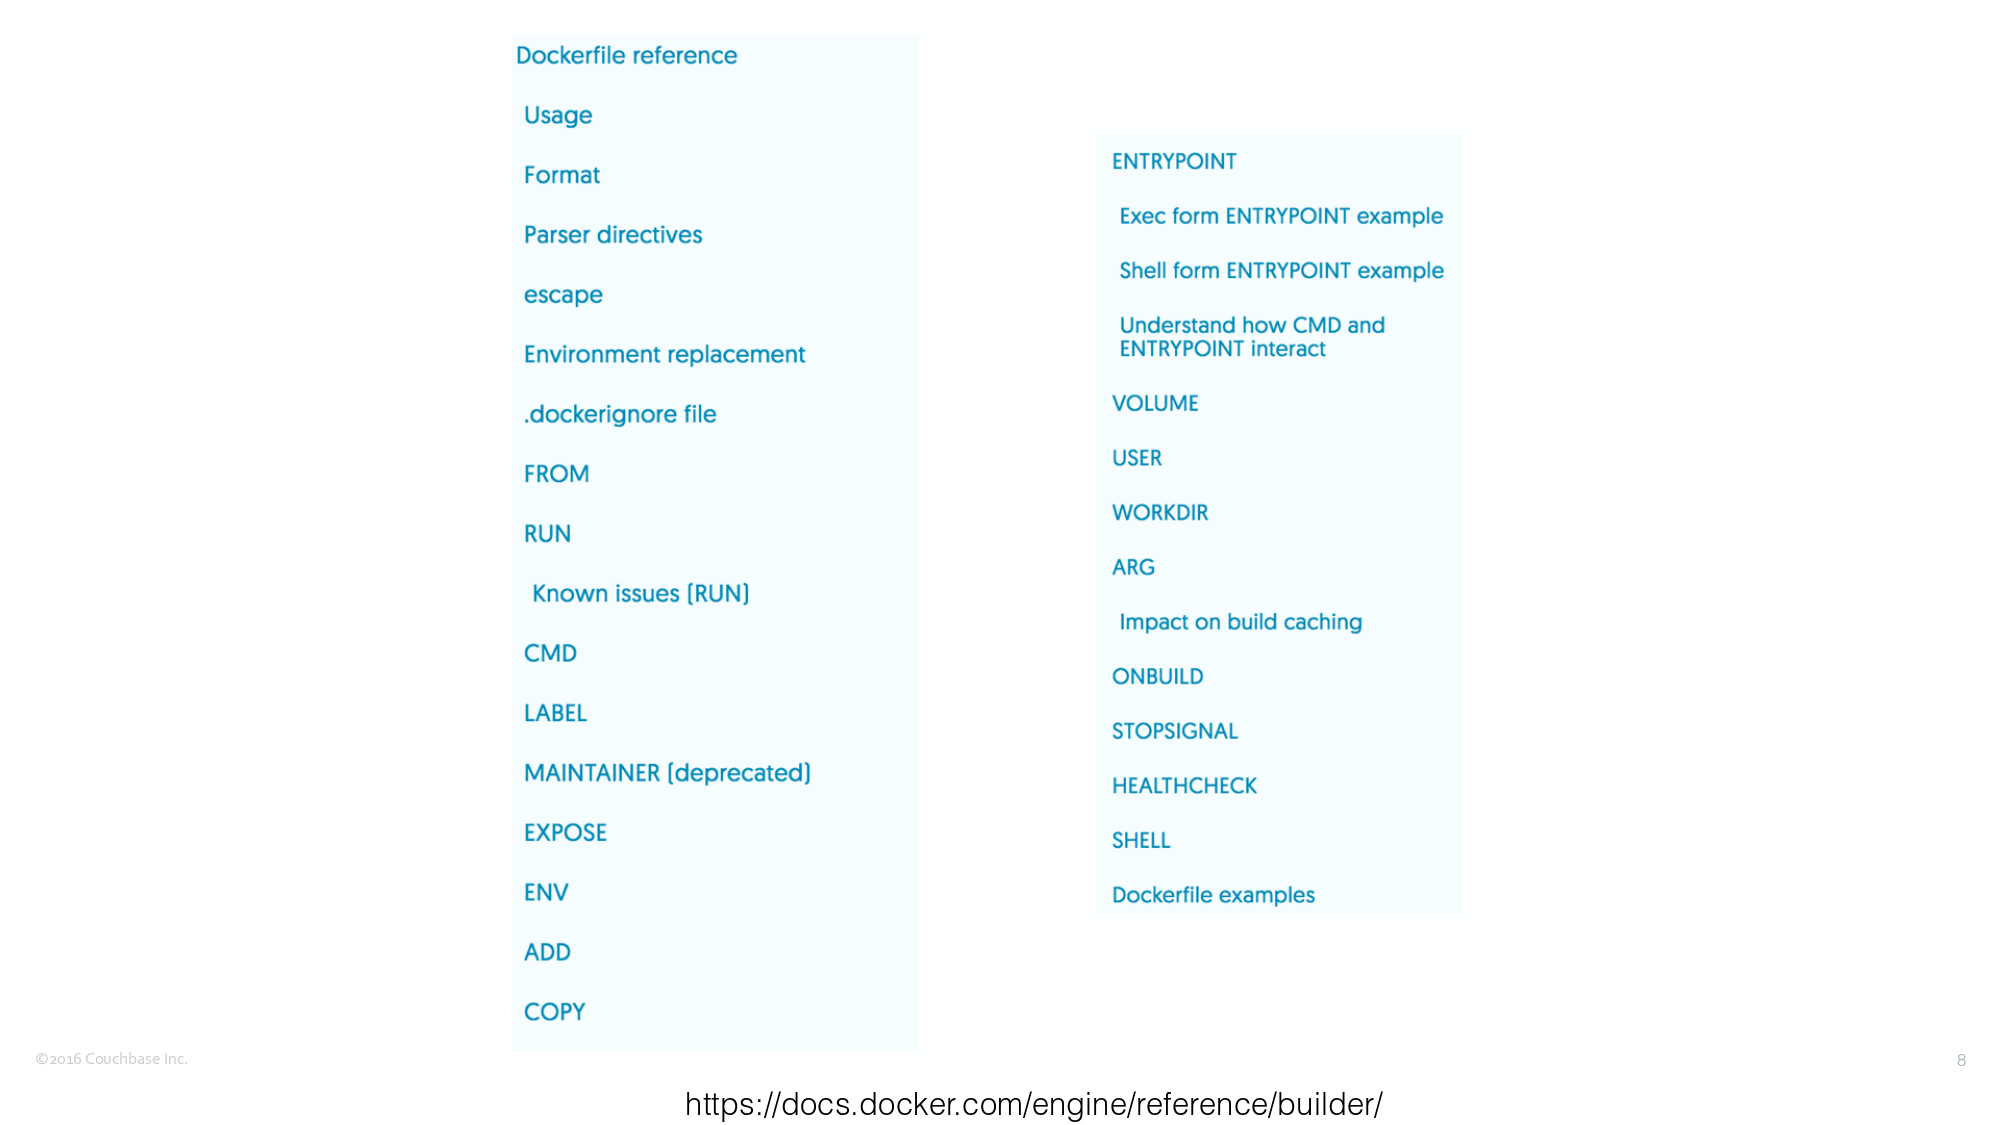 Dockerfile reference
Usage
Format
Parser directives
escape
Environment replacement
.dockerignore file
FROM
RUN
Known issues (RUN)
CMD
LABEL
MAINTAINER (deprecated)
EXPOSE
ENV
ADD
COPY
ENTRYPOINT
Exec form ENTRYPOINT example
Shell form ENTRYPOINT example
Understand how CMD and
ENTRYPOINT interact
VOLUME
USER
WORKDIR
ARG
Impact on build caching
ONBUILD
STOPSIGNAL
HEALTHCHECK
SHELL
Dockerfile examples
©2016 Couchbase Inc.
8
https://docs.docker.com/engine/reference/builder/